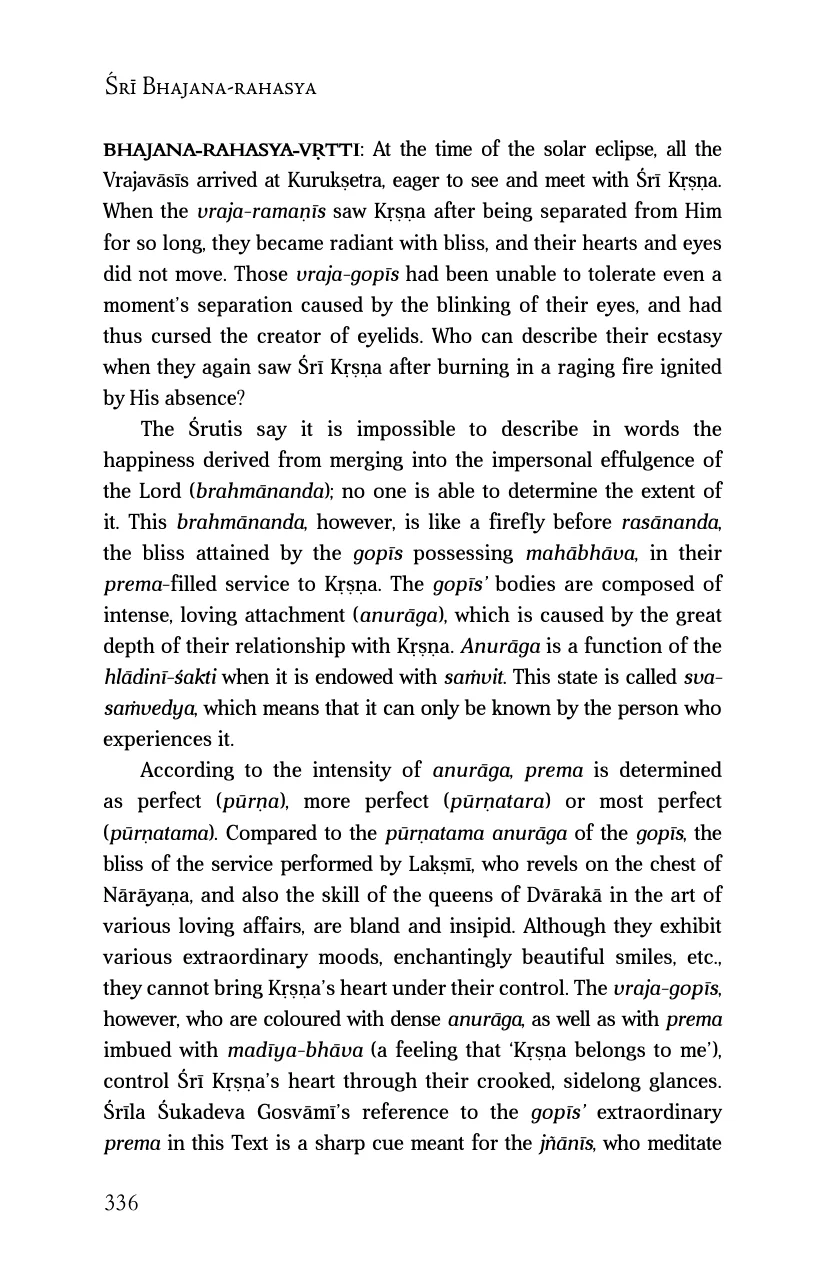 Śrī Bhajana-rahasya
BHAJANA-RAHASYA-VṚTTI: At the time of the solar eclipse, all the
Vrajavāsīs arrived at Kurukṣetra, eager to see and meet with Śrī Kṛṣṇa.
When the vraja-ramaṇīs saw Kṛṣṇa after being separated from Him
for so long, they became radiant with bliss, and their hearts and eyes
did not move. Those vraja-gopīs had been unable to tolerate even a
moment’s separation caused by the blinking of their eyes, and had
thus cursed the creator of eyelids. Who can describe their ecstasy
when they again saw Śrī Kṛṣṇa after burning in a raging fire ignited
by His absence?
The Śrutis say it is impossible to describe in words the
happiness derived from merging into the impersonal effulgence of
the Lord (brahmānanda); no one is able to determine the extent of
it. This brahmānanda, however, is like a firefly before rasānanda,
the bliss attained by the gopīs possessing mahābhāva, in their
prema-filled service to Kṛṣṇa. The gopīs’ bodies are composed of
intense, loving attachment (anurāga), which is caused by the great
depth of their relationship with Kṛṣṇa. Anurāga is a function of the
hlādinī-śakti when it is endowed with saṁvit. This state is called sva-
saṁvedya, which means that it can only be known by the person who
experiences it.
According to the intensity of anurāga, prema is determined
as perfect (pūrṇa), more perfect (pūrṇatara) or most perfect
(pūrṇatama). Compared to the pūrṇatama anurāga of the gopīs, the
bliss of the service performed by Lakṣmī, who revels on the chest of
Nārāyaṇa, and also the skill of the queens of Dvārakā in the art of
various loving affairs, are bland and insipid. Although they exhibit
various extraordinary moods, enchantingly beautiful smiles, etc.,
they cannot bring Kṛṣṇa’s heart under their control. The vraja-gopīs,
however, who are coloured with dense anurāga, as well as with prema
imbued with madīya-bhāva (a feeling that ‘Kṛṣṇa belongs to me’),
control Śrī Kṛṣṇa’s heart through their crooked, sidelong glances.
Śrīla Śukadeva Gosvāmī’s reference to the gopīs’ extraordinary
prema in this Text is a sharp cue meant for the jñānīs, who meditate
336